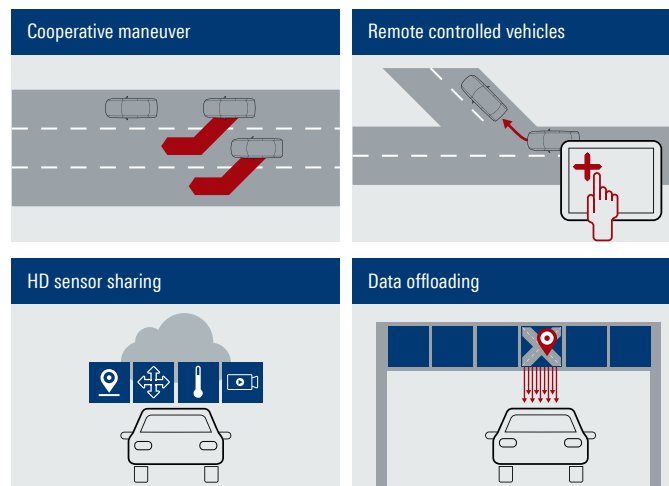 Cooperative maneuver
Remote controlled vehicles
HD sensor sharing
Data offloading